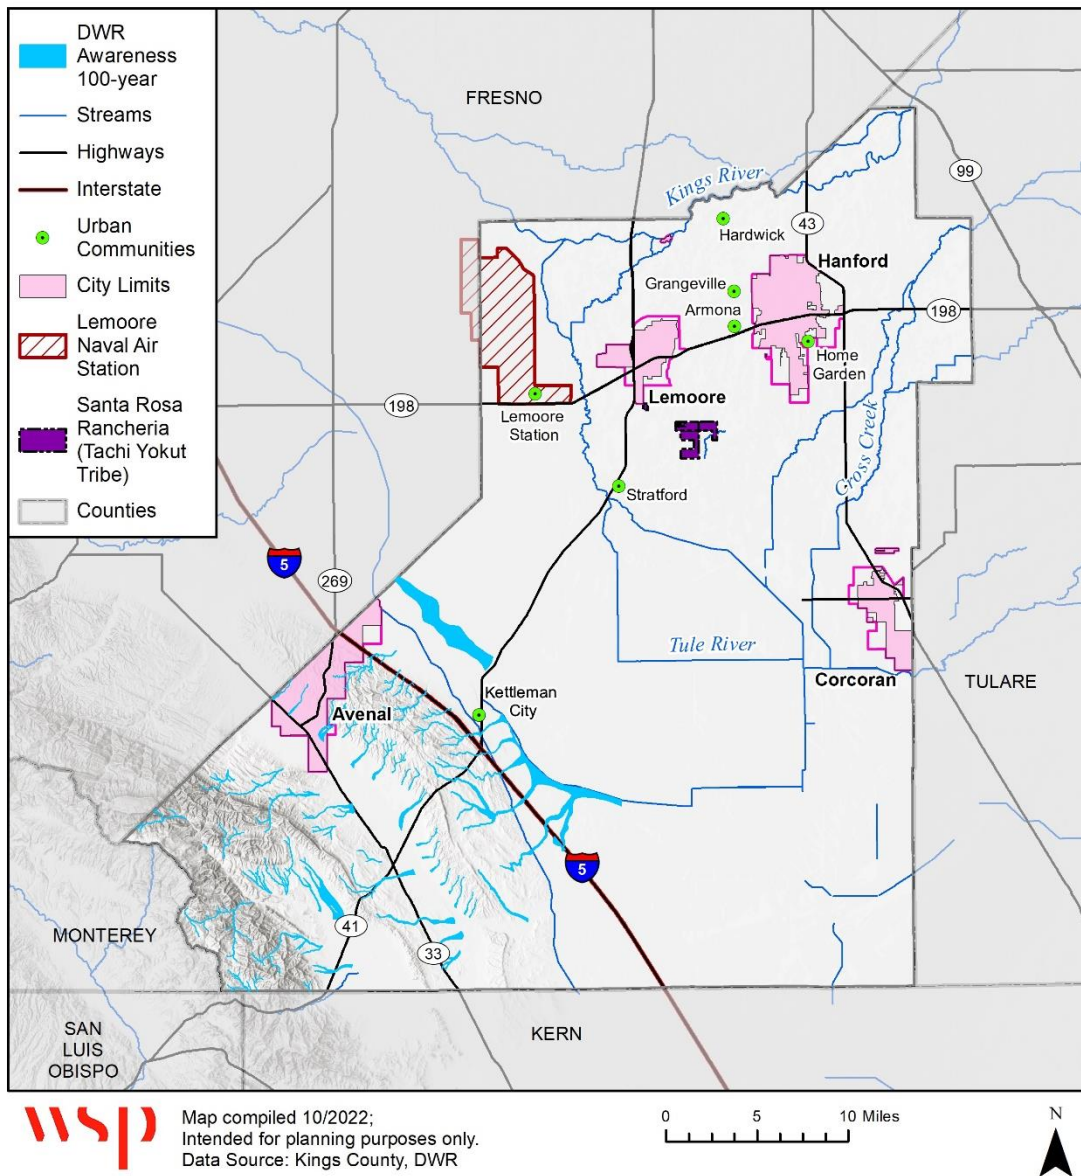 DWR
Awareness
100-year
Streams
Highways
Interstate
Urban
Communities
City Limits
Lemoore
Naval Air
Station
Santa Rosa
Rancheria
(Tachi Yokut
Tribe)
Counties
FRESNO
Kings River
99
43
Hardwick
Hanford
Grangeville
Armona
198
Home
Garden
Lemoore
198
Lemoore
Station
Cross Creek
Stratford
5
269
Tule River
Corcoran
TULARE
Kettleman
City
Avenal
5
41
33
MONTEREY
SAN
LUIS
OBISPO
KERN
wsp
Map compiled 10/2022;
Intended for planning purposes only.
Data Source: Kings County, DWR
0 5 10 Miles
N